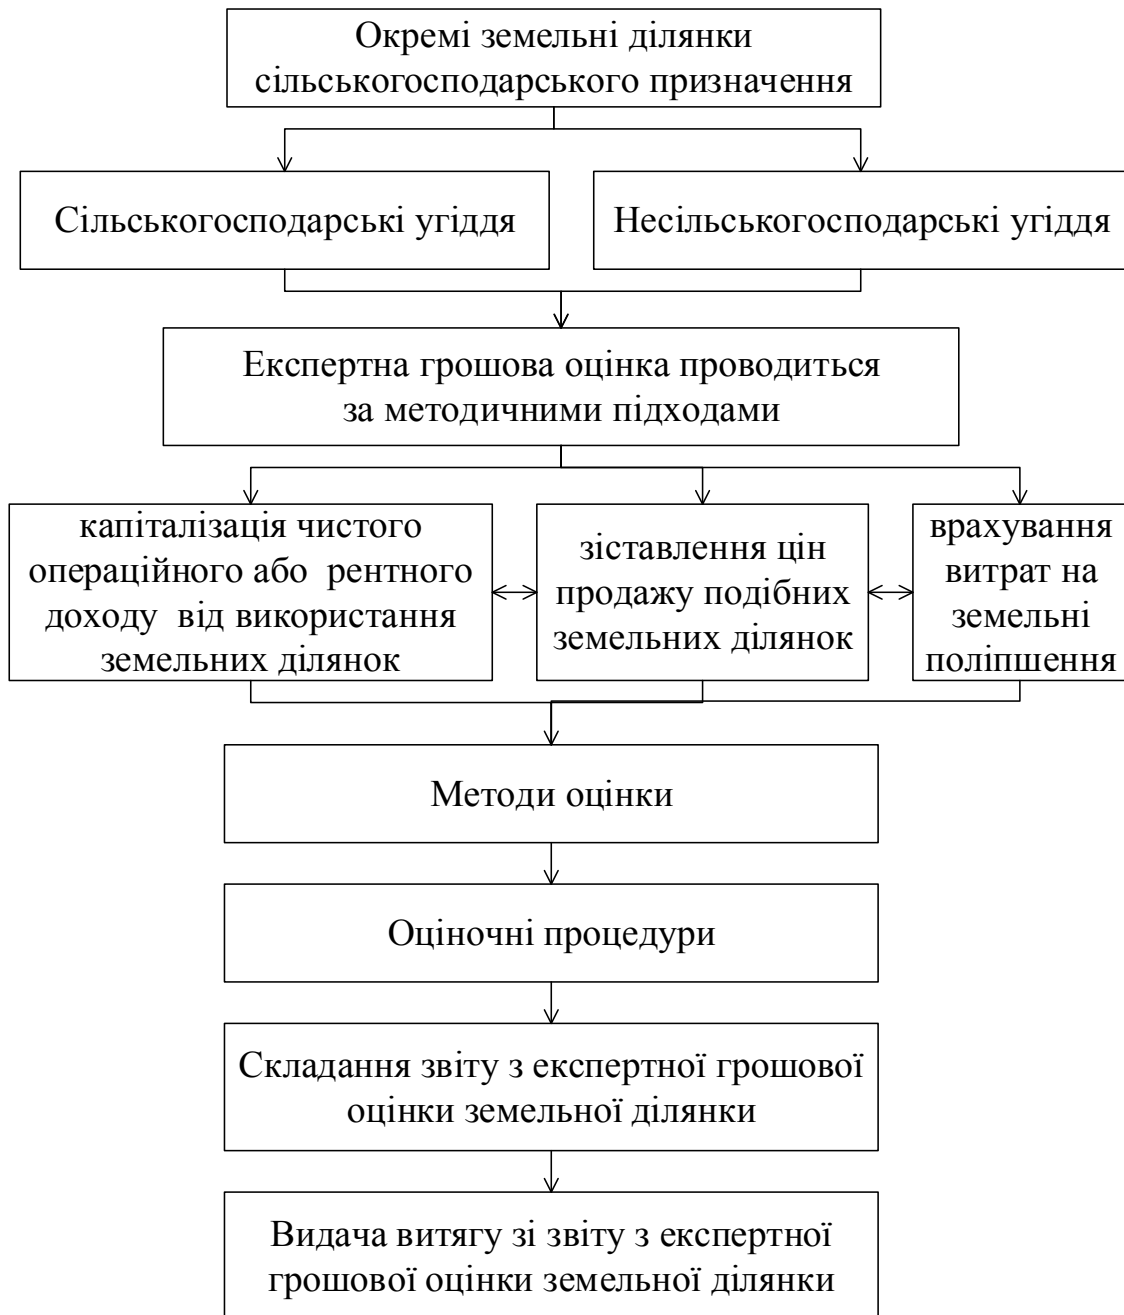 Окремі земельні ділянки
сільськогосподарського призначення
Сільськогосподарські угіддя
Несільськогосподарські угіддя
Експертна грошова оцінка проводиться
за методичними підходами
капіталізація чистого
операційного або рентного
доходу від використання
земельних ділянок
зіставлення цін
продажу подібних
земельних ділянок
врахування
витрат на
земельні
поліпшення
Методи оцінки
Оціночні процедури
Складання звіту з експертної грошової
оцінки земельної ділянки
Видача витягу зі звіту з експертної
грошової оцінки земельної ділянки